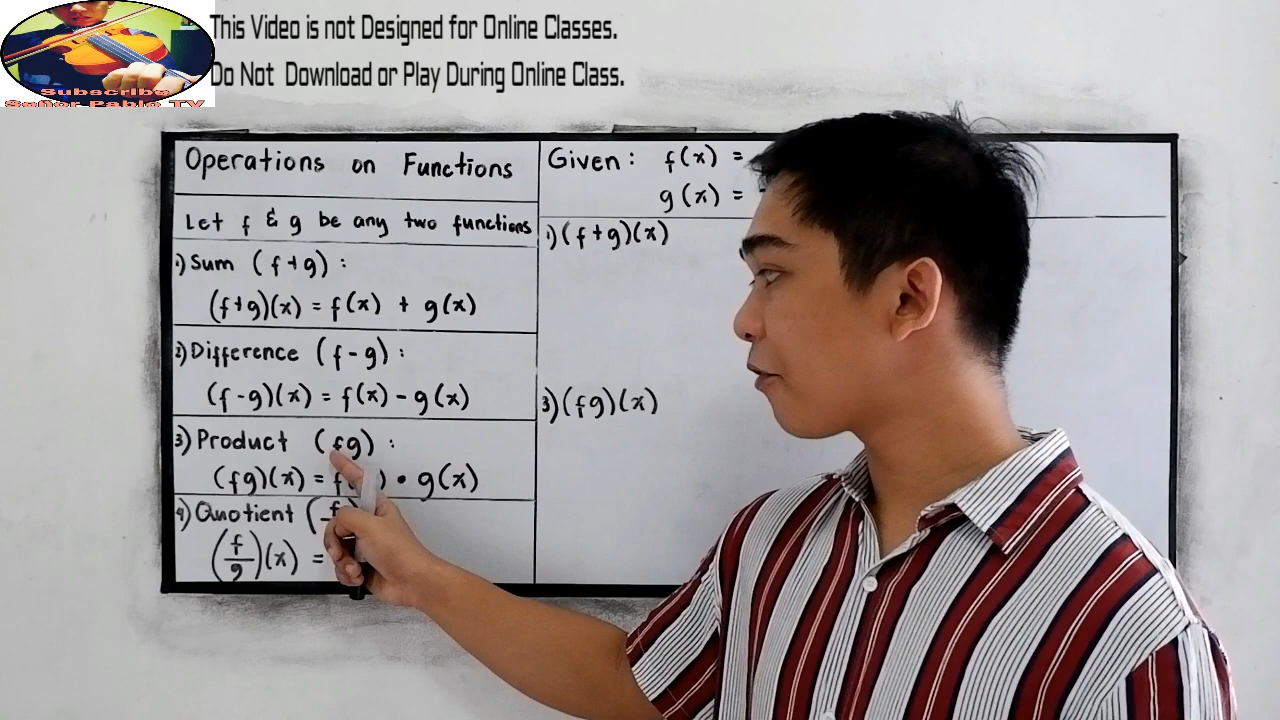 This Video is not Designed for Online Classes.
Do Not Download or Play During Online Class.
Subscribe
Señor Pablo TV
Operations on Functions
Let f & g be any two functions
1) Sum (f+g) :
(f+g)(x) = f(x) + g(x)
2) Difference (f-g) :
(f-g)(x) = f(x) - g(x)
3) Product (fg) :
(fg)(x) = f( ) • g(x)
4) Quotient (f
(f/g)(x) =
Given : f(x) =
g(x) =
1) (f+g)(x)
3) (fg)(x)